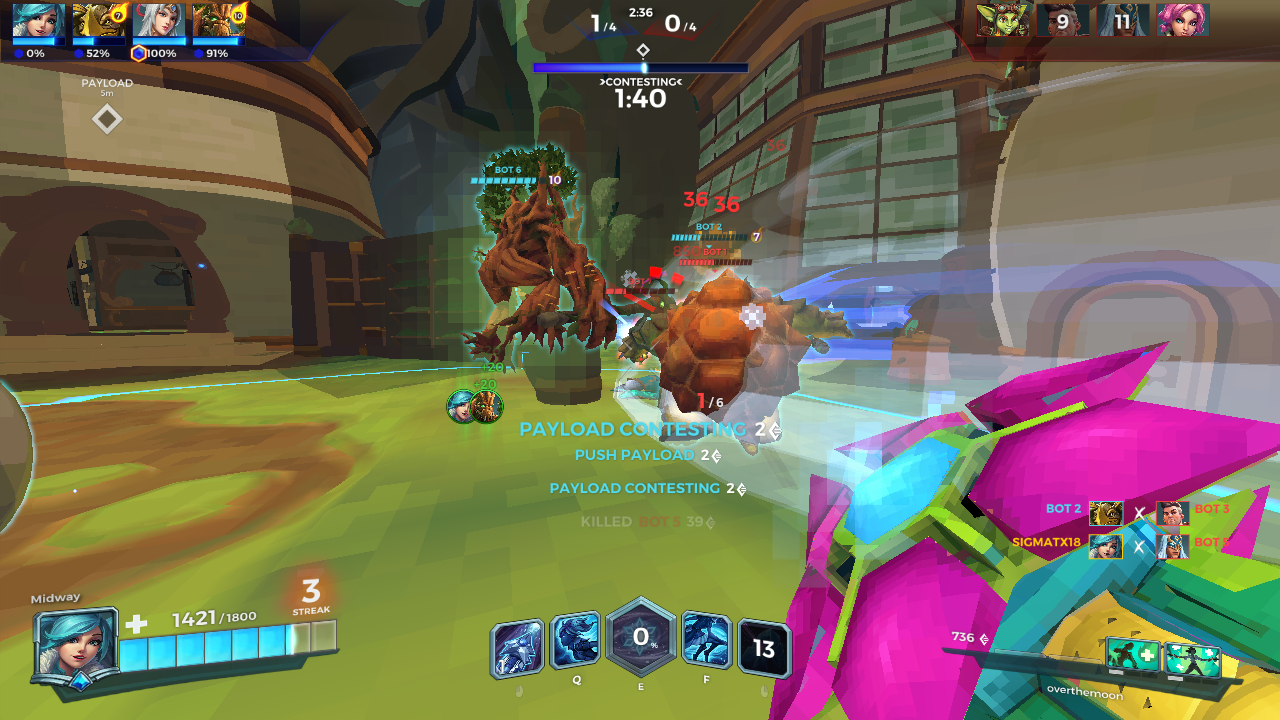 7
10
0%
52%
100%
91%
1/4
2:36
0/4
9
11
>CONTESTING<
1:40
PAYLOAD
5m
BOT 6
10
36
36 36
BOT 2
7
BOT 1
+20
+20
1/6
PAYLOAD CONTESTING 2
PUSH PAYLOAD 2
PAYLOAD CONTESTING 2
KILLED BOT 5 39
BOT 2 X BOT 3
SIGMATX18 X BOT 5
Midway
1421/1800
3
STREAK
0%
13
Q
E
F
736
overthemoon